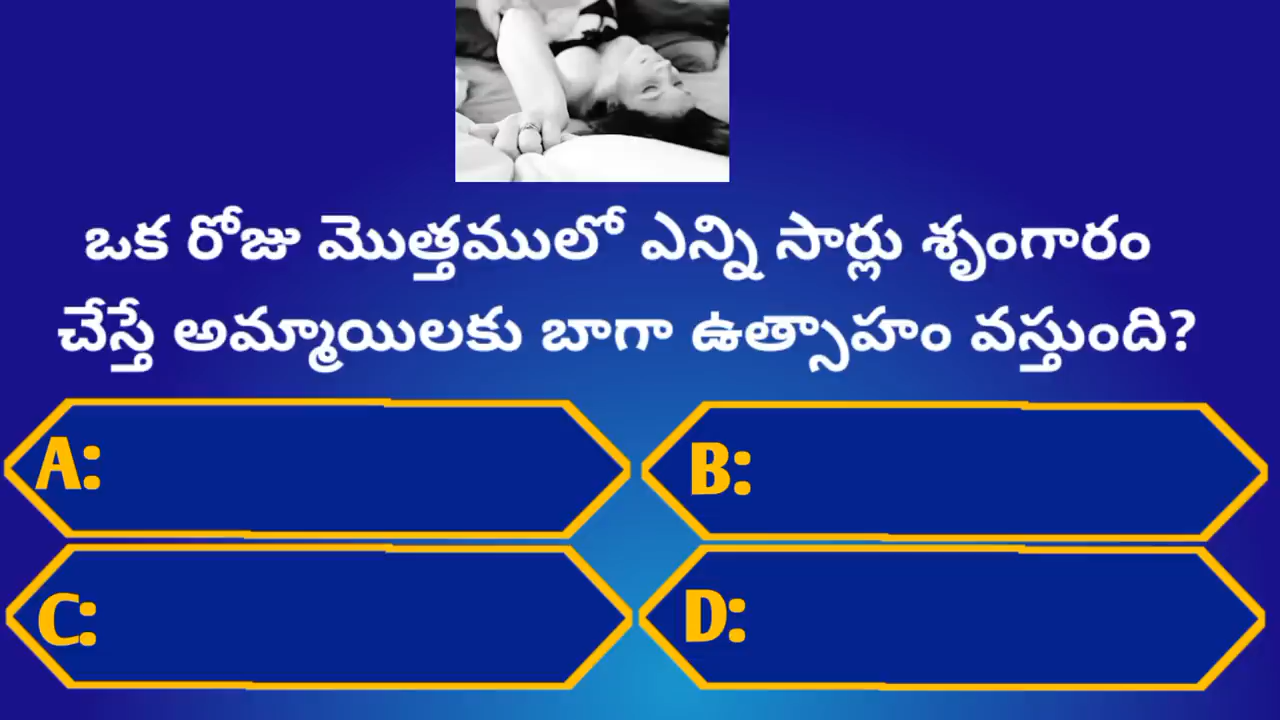 ఒక రోజు మొత్తములో ఎన్ని సార్లు శృంగారం
చేస్తే అమ్మాయిలకు బాగా ఉత్సాహం వస్తుంది?
A:
B:
C:
D: